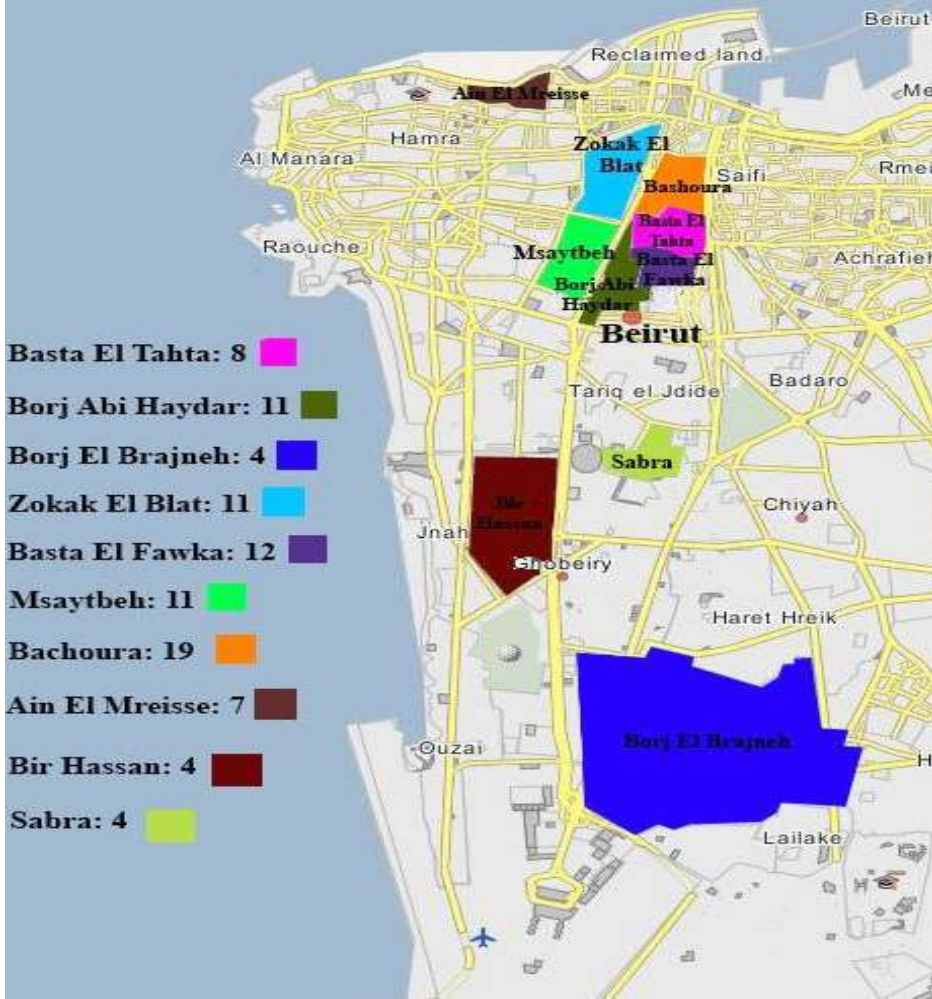 Beirut
Reclaimed land
Ain El Mreisse
Me
Hamra
Zokak El
Blat
Al Manara
Saifi
Rmei
Bashoura
Raouche
Basta El
Tahta
Msaytbeh
Basta El
Fawka
Achrafieh
Borj Abi
Haydar
Beirut
Basta El Tahta: 8
Tariq el Jdide
Badaro
Borj Abi Haydar: 11
Borj El Brajneh: 4
Sabra
Zokak El Blat: 11
Bir
Hassan
Chiyah
Jnah
Basta El Fawka: 12
Ghobeiry
Msaytbeh: 11
Haret Hreik
Bachoura: 19
Ain El Mreisse: 7
Ouzai
Borj El Brajneh
H
Bir Hassan: 4
Sabra: 4
Lailake